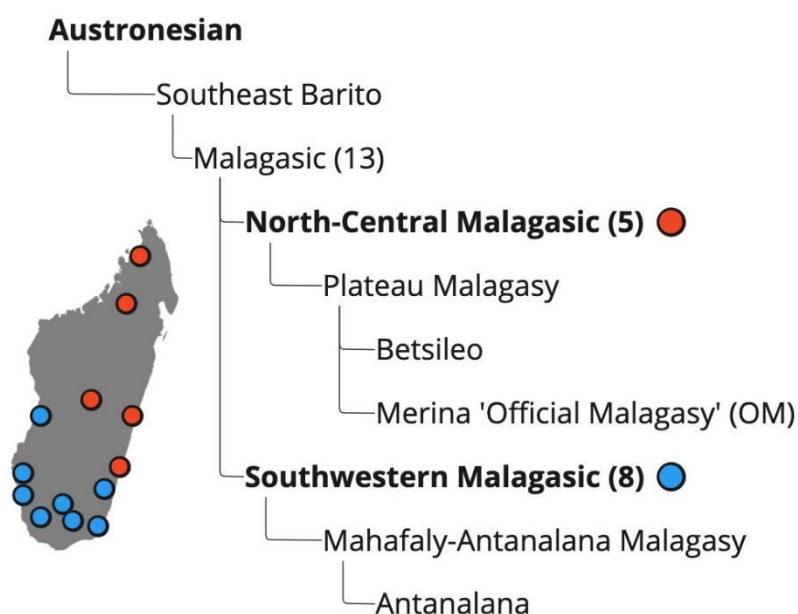 Austronesian
Southeast Barito
Malagasic (13)
North-Central Malagasic (5)
Plateau Malagasy
Betsileo
Merina 'Official Malagasy' (OM)
Southwestern Malagasic (8)
Mahafaly-Antanalana Malagasy
Antanalana